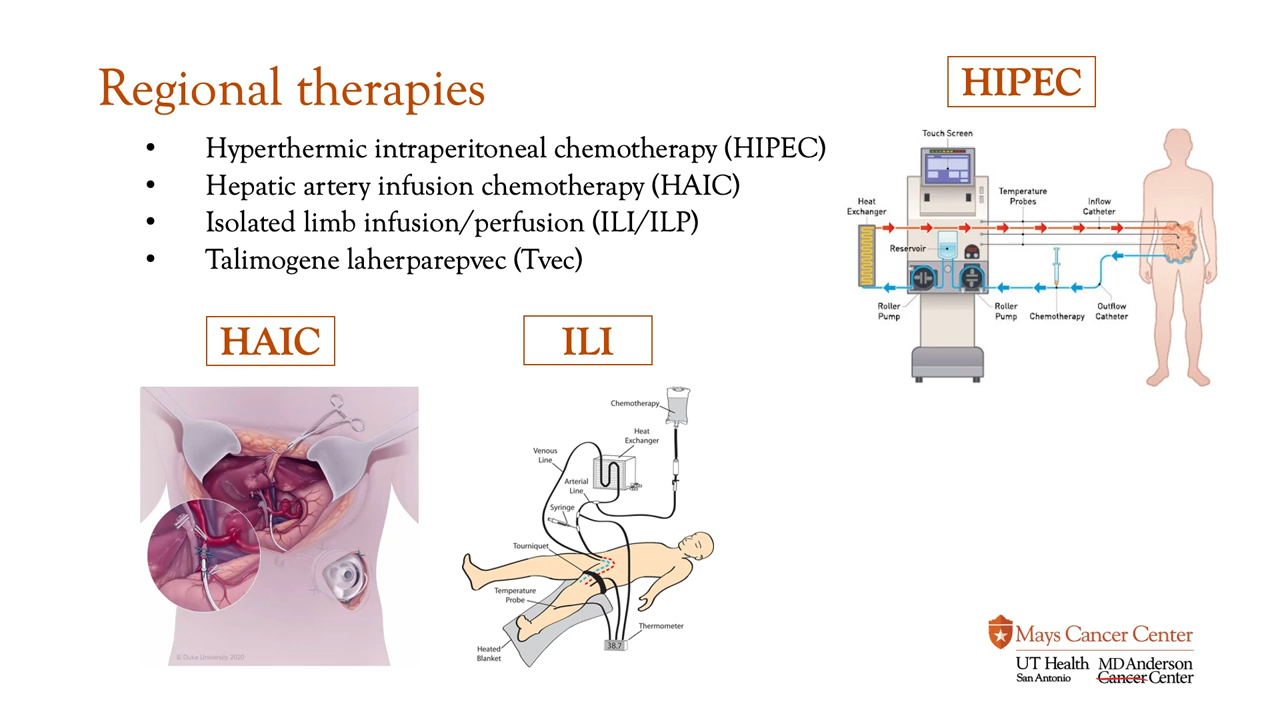 Regional therapies
• Hyperthermic intraperitoneal chemotherapy (HIPEC)
• Hepatic artery infusion chemotherapy (HAIC)
• Isolated limb infusion/perfusion (ILI/ILP)
• Talimogene laherparepvec (Tvec)
HIPEC
Touch Screen
Heat
Exchanger
Temperature
Probes
Inflow
Catheter
Reservoir
Roller
Pump
Roller
Pump
Chemotherapy
Outflow
Catheter
HAIC
© Duke University 2020
ILI
Chemotherapy
Heat
Exchanger
Venous
Line
Arterial
Line
Syringe
Tourniquet
Temperature
Probe
Thermometer
38.7
Heated
Blanket
Mays Cancer Center
UT Health
San Antonio
MD Anderson
Cancer Center